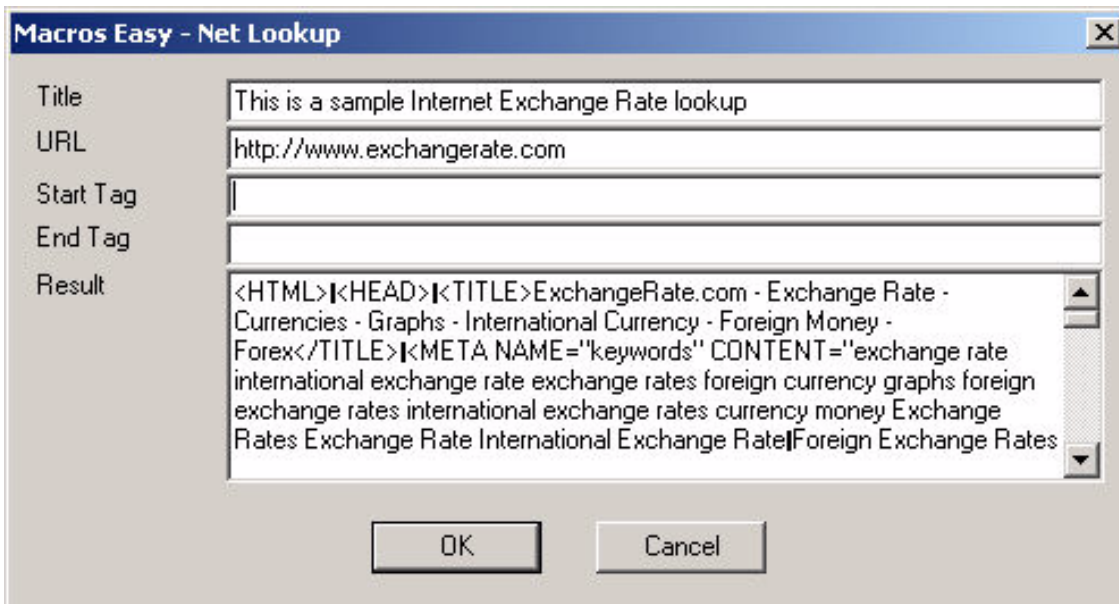 Macros Easy - Net Lookup
Title This is a sample Internet Exchange Rate lookup
URL http://www.exchangerate.com
Start Tag
End Tag
Result <HTML>|<HEAD>|<TITLE>ExchangeRate.com - Exchange Rate -
Currencies - Graphs - International Currency - Foreign Money -
Forex</TITLE>|<META NAME="keywords" CONTENT="exchange rate
international exchange rate exchange rates foreign currency graphs foreign
exchange rates international exchange rates currency money Exchange
Rates Exchange Rate International Exchange Rate|Foreign Exchange Rates
OK Cancel